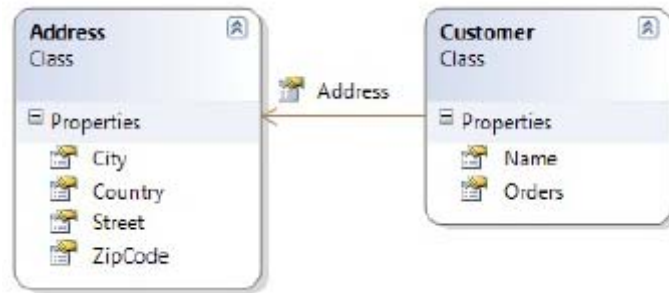 Address
Class
Properties
City
Country
Street
ZipCode
Address
Customer
Class
Properties
Name
Orders